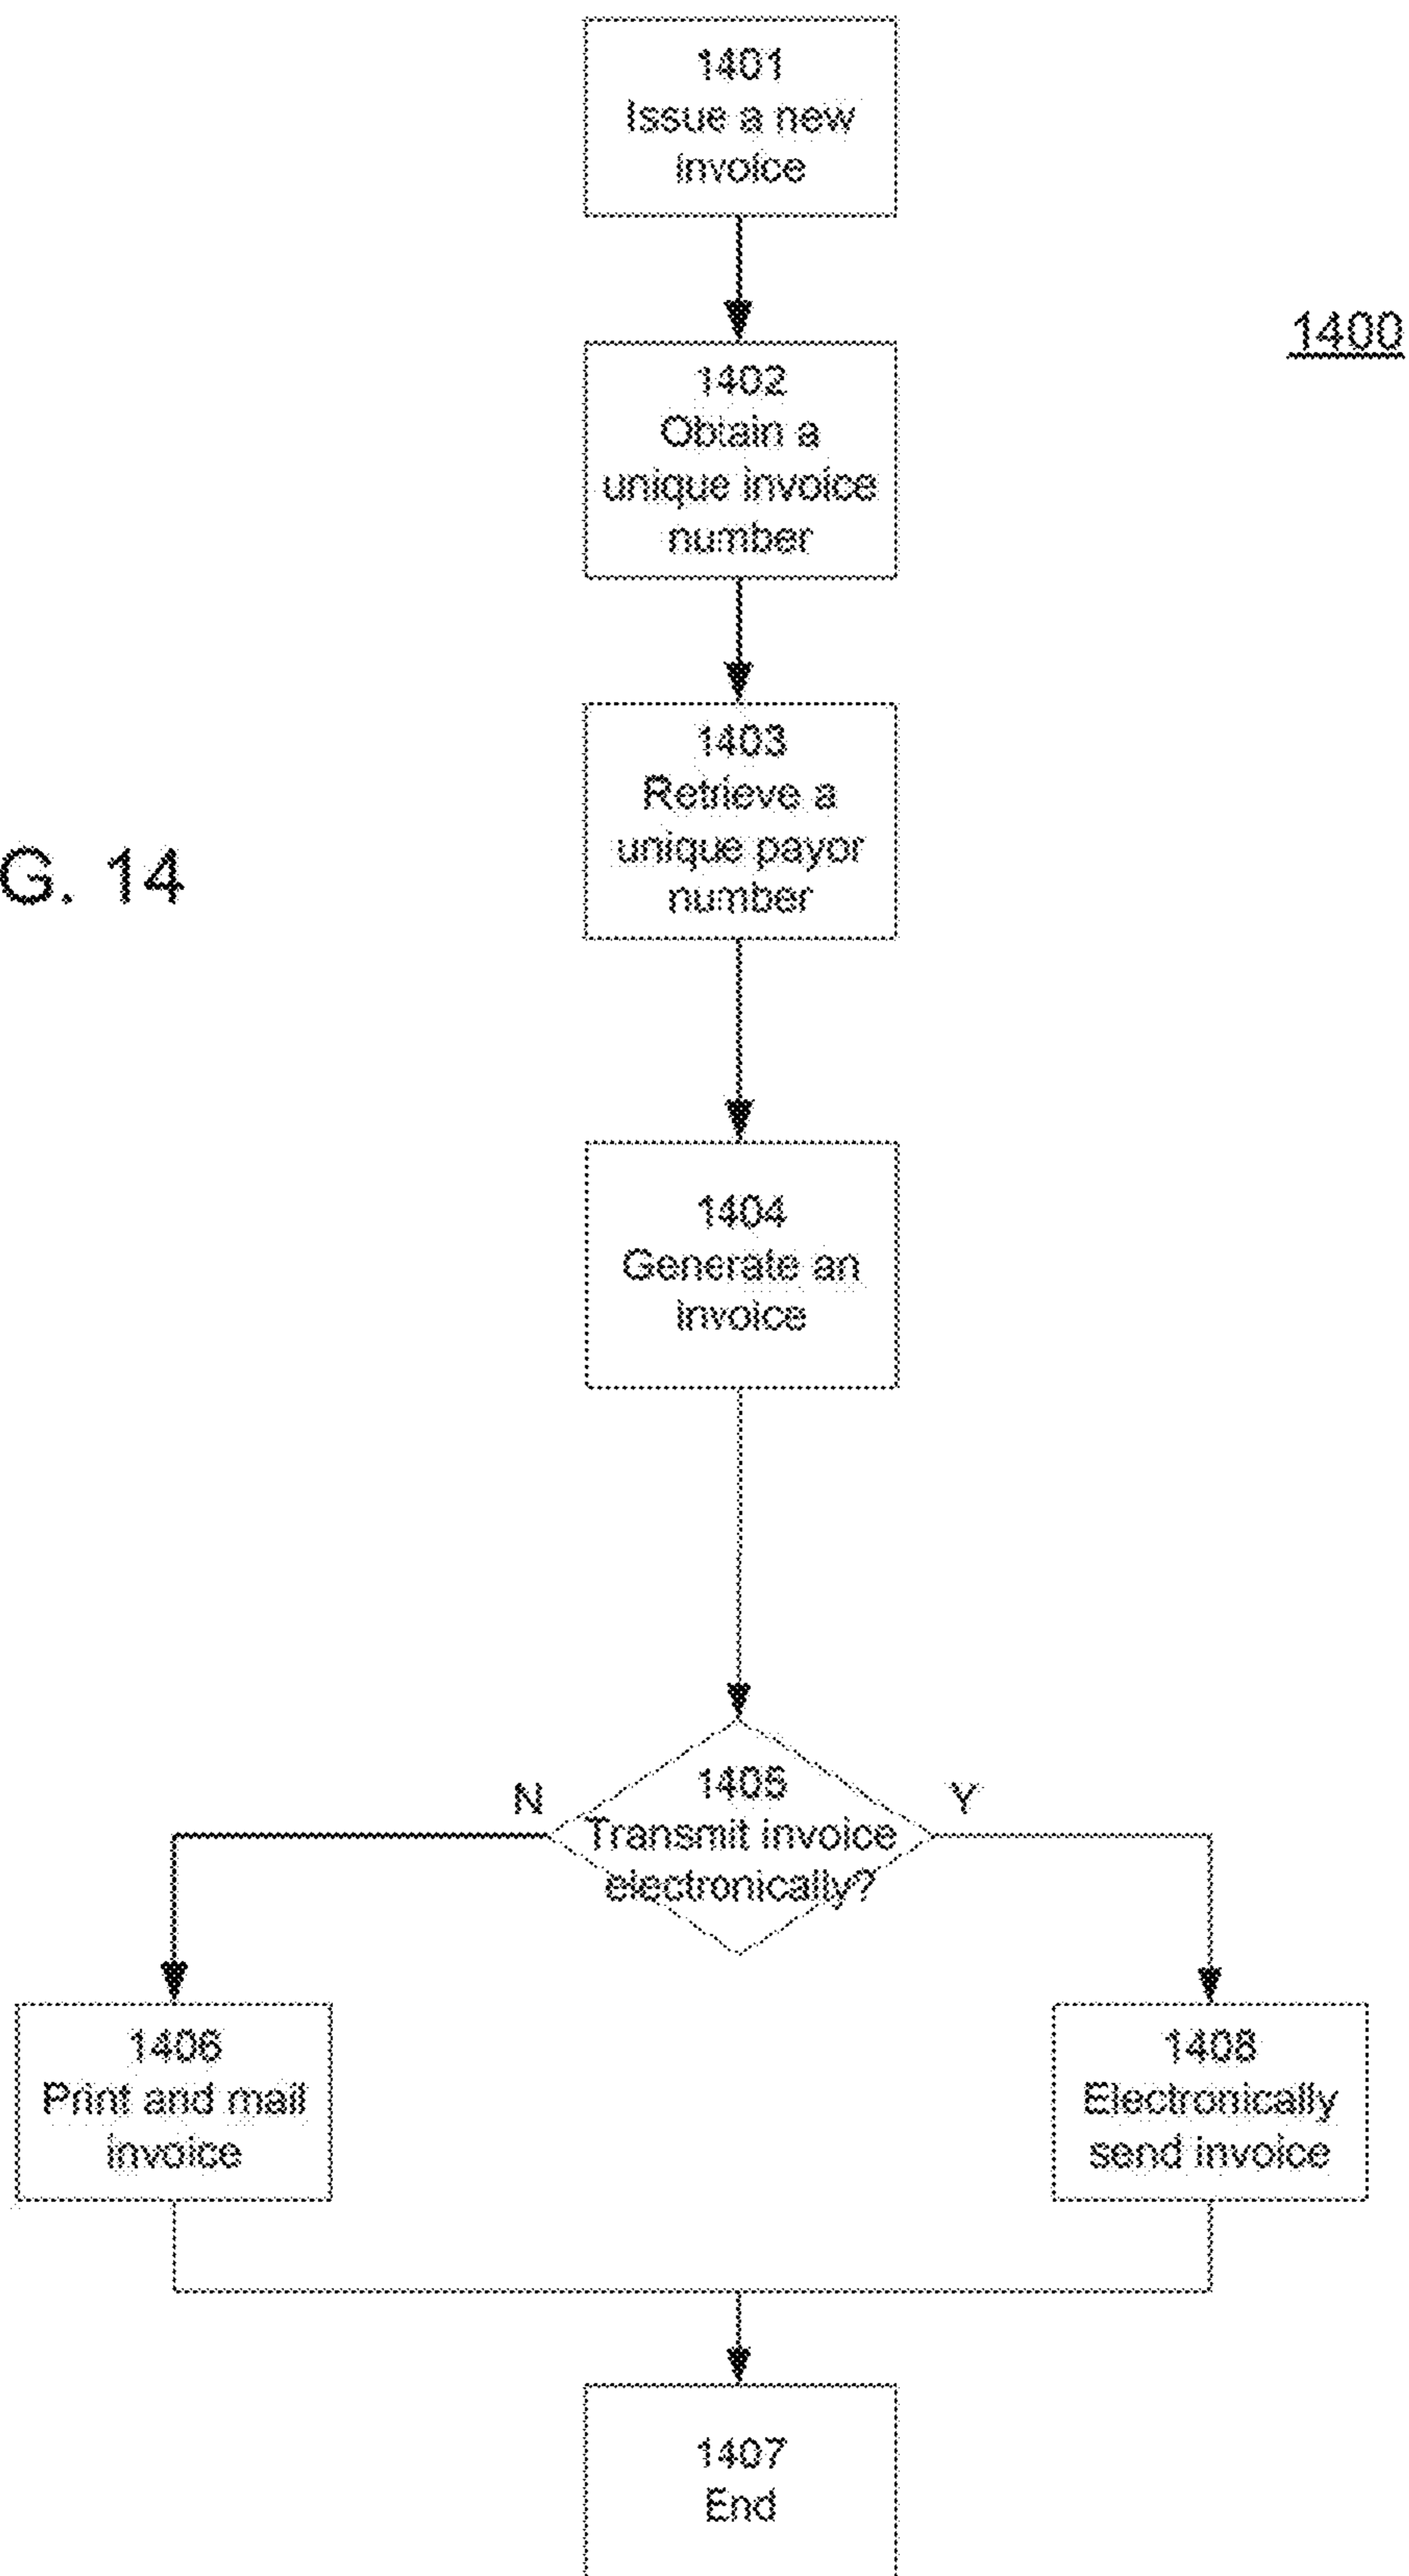 1401
Issue a new
invoice
1400
1402
Obtain a
unique invoice
number
1403
Retrieve a
unique payor
number
G. 14
1404
Generate an
invoice
N
Y
1405
Transmit invoice
electronically?
1406
Print and mail
invoice
1408
Electronically
send invoice
1407
End